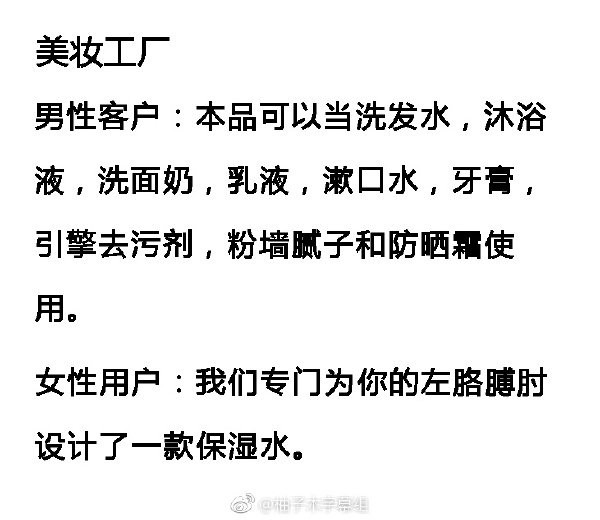 美妆工厂
男性客户：本品可以当洗发水，沐浴
液，洗面奶，乳液，漱口水，牙膏，
引擎去污剂，粉墙腻子和防晒霜使
用。
女性用户：我们专门为你的左胳膊肘
设计了一款保湿水。
@柚子木字幕组